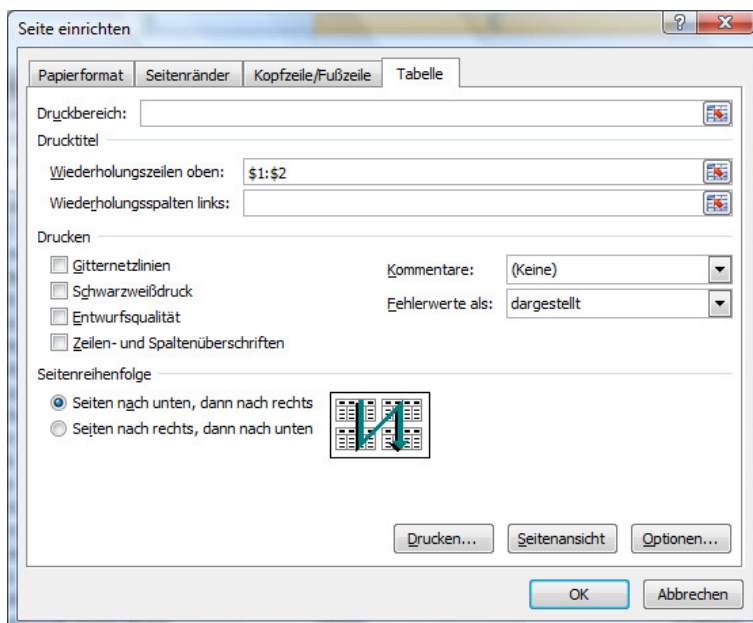 Seite einrichten
Papierformat Seitenränder Kopfzeile/Fußzeile Tabelle
Druckbereich:
Drucktitel
Wiederholungszeilen oben: $1:$2
Wiederholungsspalten links:
Drucken
Gitternetzlinien
Kommentare: (Keine)
Schwarzweißdruck
Fehlerwerte als: dargestellt
Entwurfsqualität
Zeilen- und Spaltenüberschriften
Seitenreihenfolge
Seiten nach unten, dann nach rechts
Seiten nach rechts, dann nach unten
Drucken... Seitenansicht Optionen...
OK Abbrechen